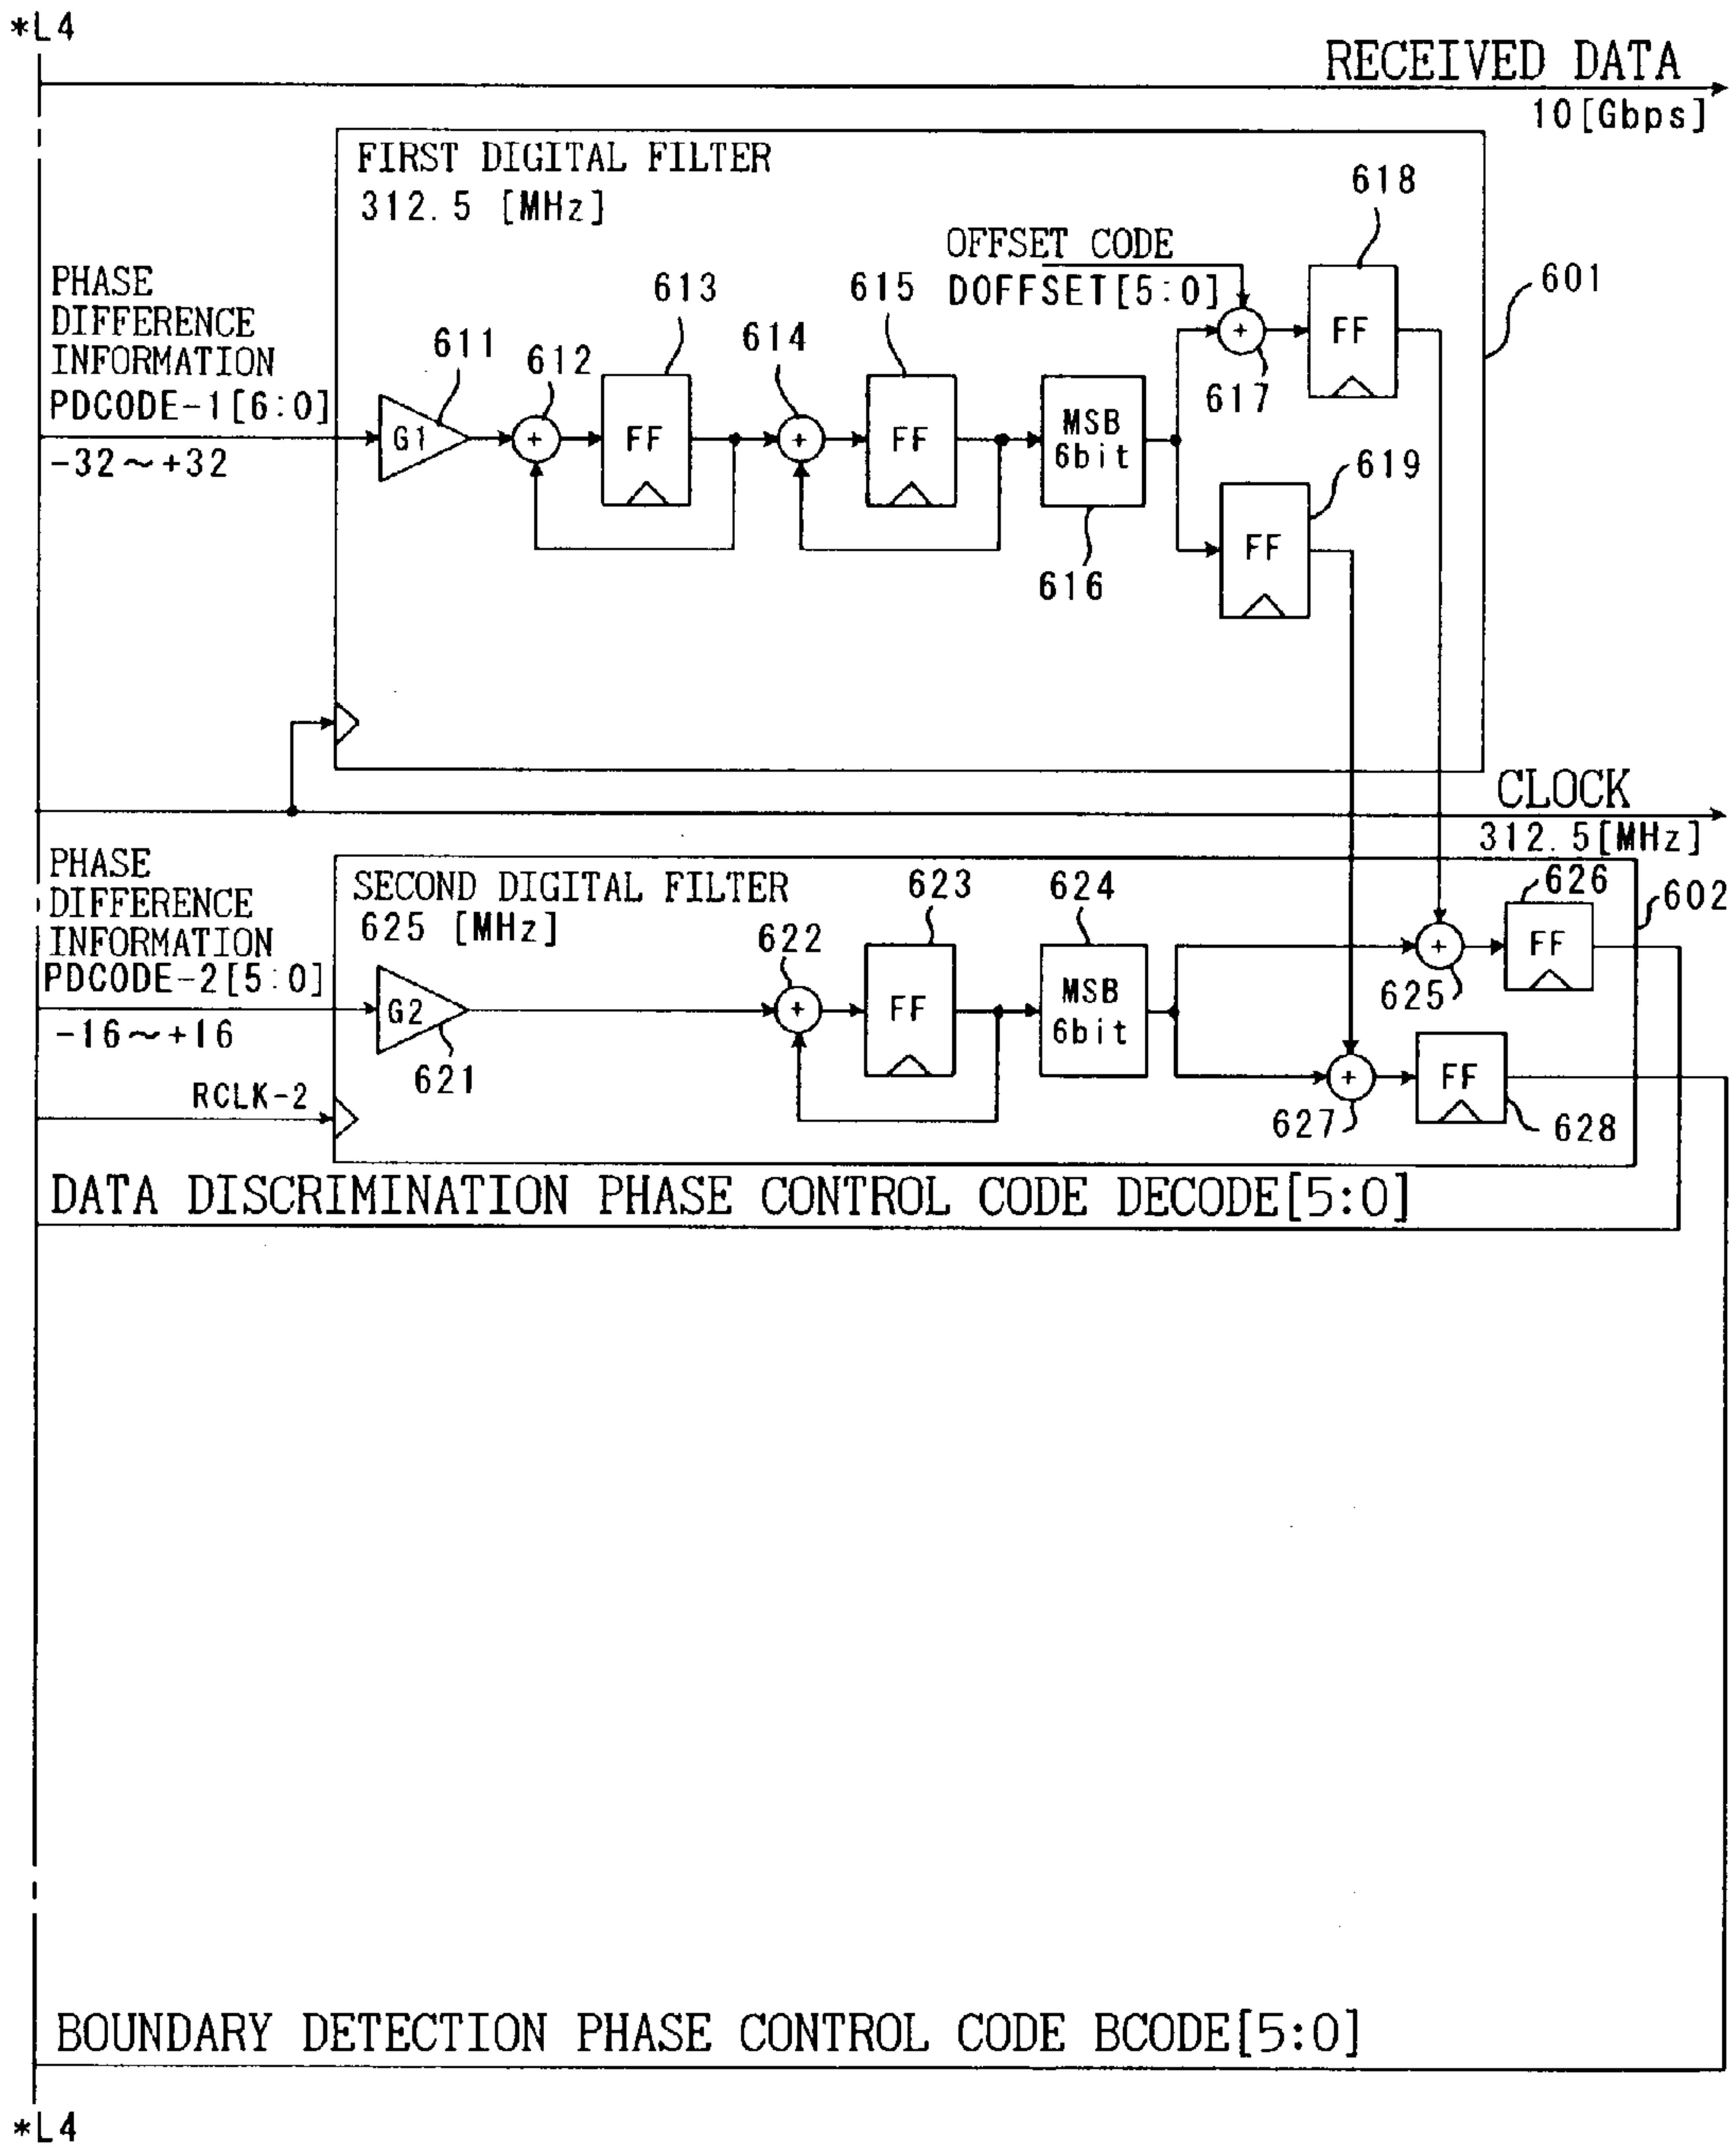 *L4
RECEIVED DATA
10[Gbps]
FIRST DIGITAL FILTER
312.5 [MHz]
618
OFFSET CODE
DOFFSET[5:0]
PHASE
DIFFERENCE
INFORMATION
PDCODE-1[6:0]
-32~+32
611
612
613
614
615
601
G1
+
FF
+
FF
MSB
6bit
+
617
FF
616
619
FF
CLOCK
312.5[MHz]
PHASE
DIFFERENCE
INFORMATION
PDCODE-2[5:0]
-16~+16
SECOND DIGITAL FILTER
625 [MHz]
622
623
624
626
602
G2
621
+
FF
MSB
6bit
+
625
FF
RCLK-2
+
627
FF
628
DATA DISCRIMINATION PHASE CONTROL CODE DECODE[5:0]
BOUNDARY DETECTION PHASE CONTROL CODE BCODE[5:0]
*L4